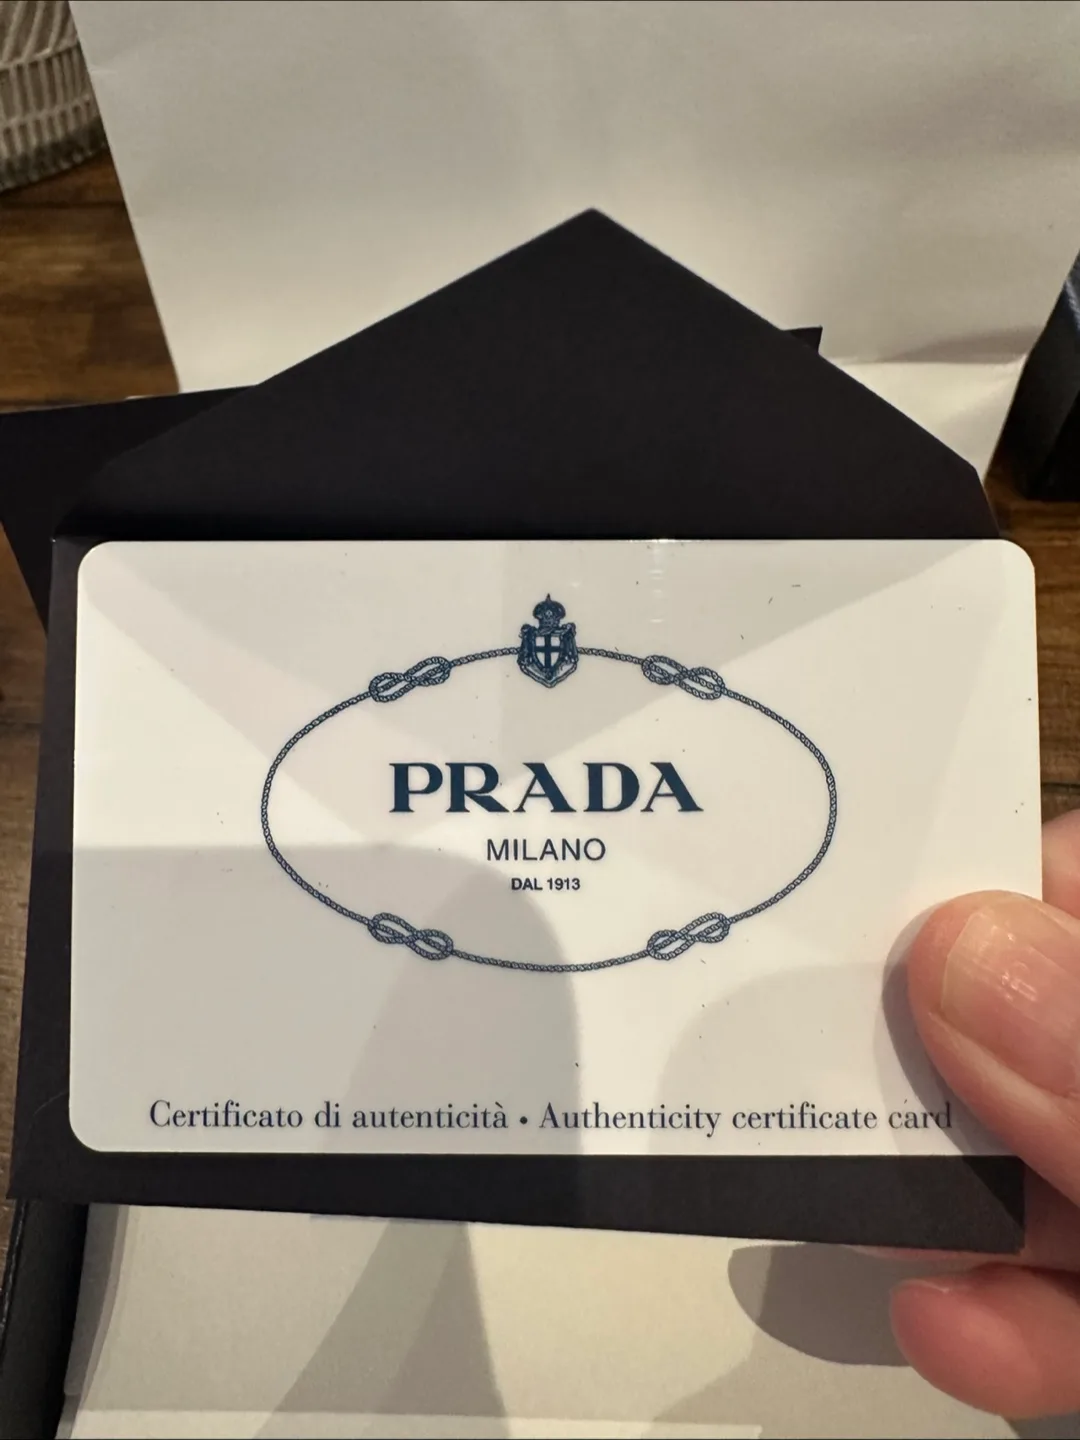 PRADA
MILANO
DAL 1913
Certificato di autenticità • Authenticity certificate card